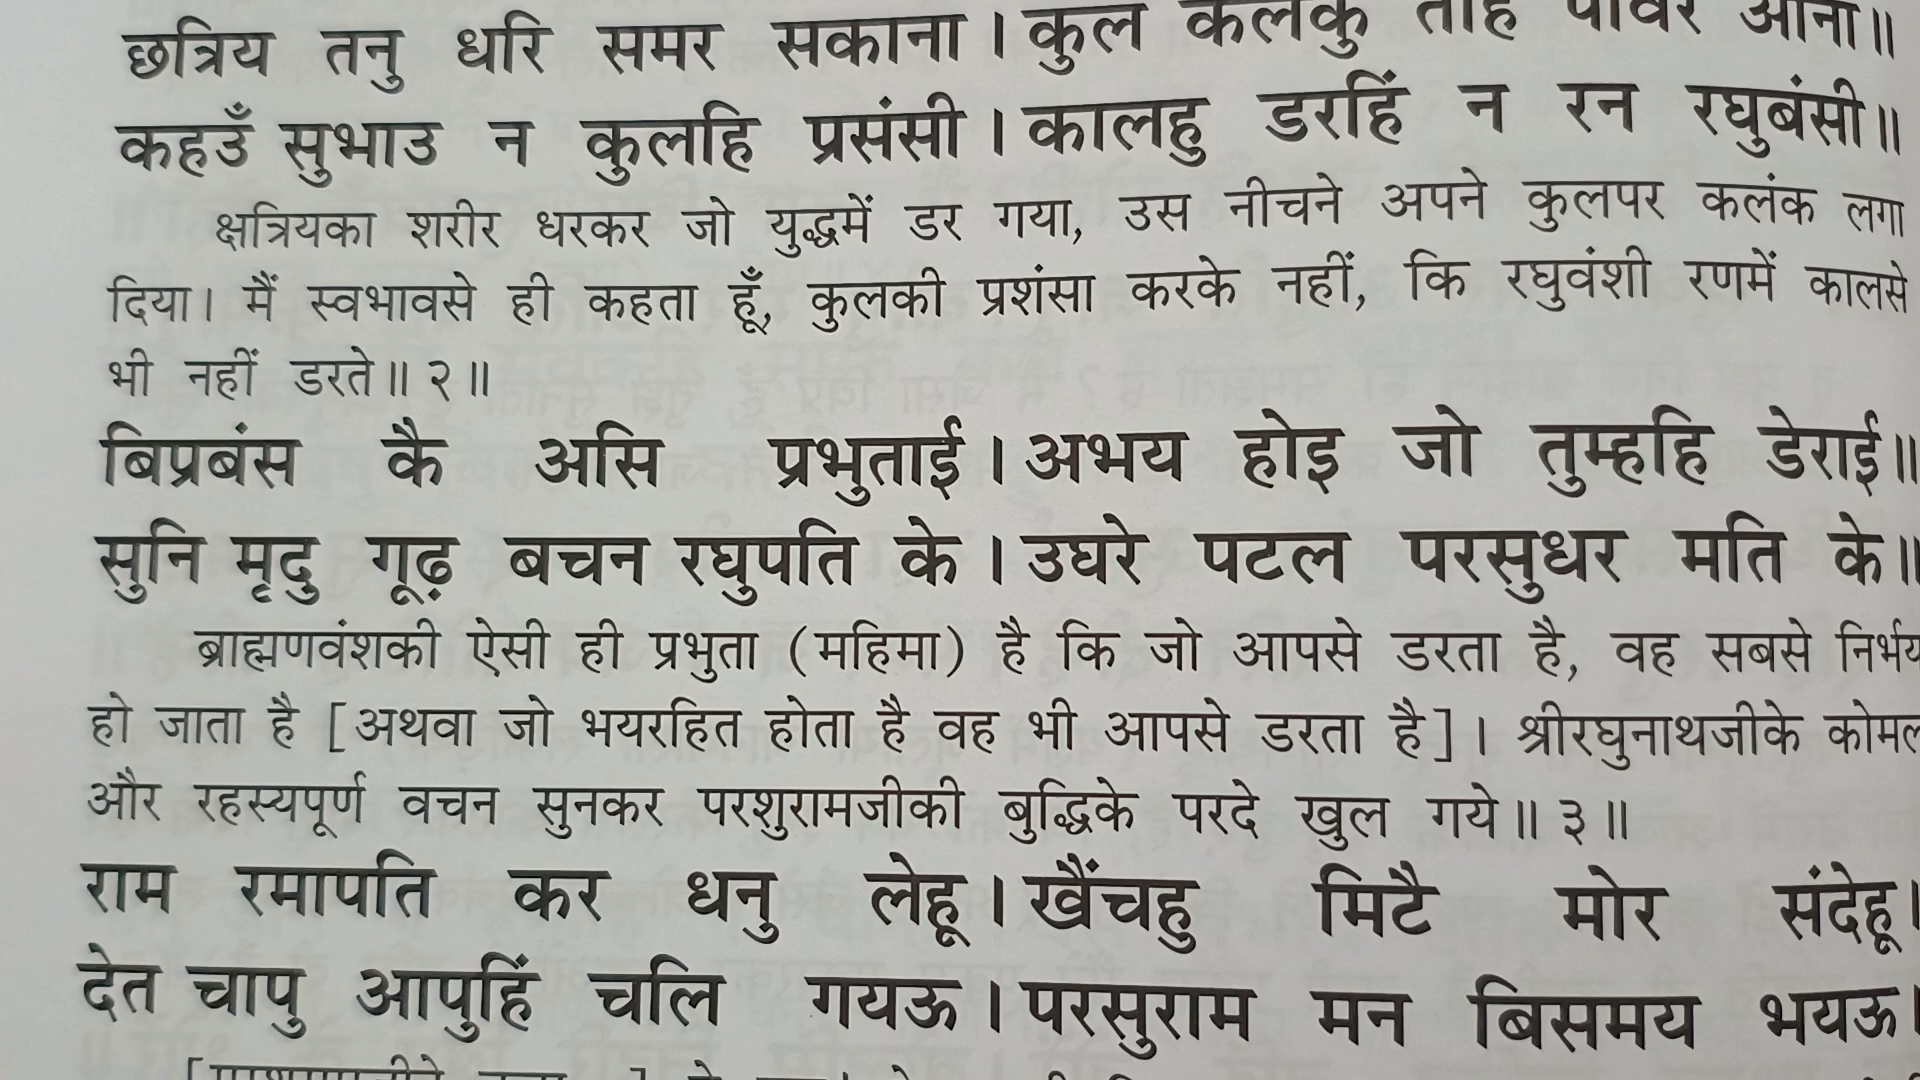 छत्रिय तनु धरि समर सकाना । कुल कलंकु तेहिं पावँर आना ॥
कहउँ सुभाउ न कुलहि प्रसंसी । कालहु डरहिं न रन रघुबंसी ॥
क्षत्रियका शरीर धरकर जो युद्धमें डर गया, उस नीचने अपने कुलपर कलंक लगा
दिया । मैं स्वभावसे ही कहता हूँ, कुलकी प्रशंसा करके नहीं, कि रघुवंशी रणमें कालसे
भी नहीं डरते ॥ २ ॥
बिप्रबंस कै असि प्रभुताई । अभय होइ जो तुम्हहि डेराई ॥
सुनि मृदु गूढ़ बचन रघुपति के । उघरे पटल परसुधर मति के ॥
ब्राह्मणवंशकी ऐसी ही प्रभुता (महिमा) है कि जो आपसे डरता है, वह सबसे निर्भय
हो जाता है [अथवा जो भयरहित होता है वह भी आपसे डरता है] । श्रीरघुनाथजीके कोमल
और रहस्यपूर्ण वचन सुनकर परशुरामजीकी बुद्धिके परदे खुल गये ॥ ३ ॥
राम रमापति कर धनु लेहू । खैंचहु मिटै मोर संदेहू ।
देत चापु आपुहिं चलि गयऊ । परसुराम मन बिसमय भयऊ ।